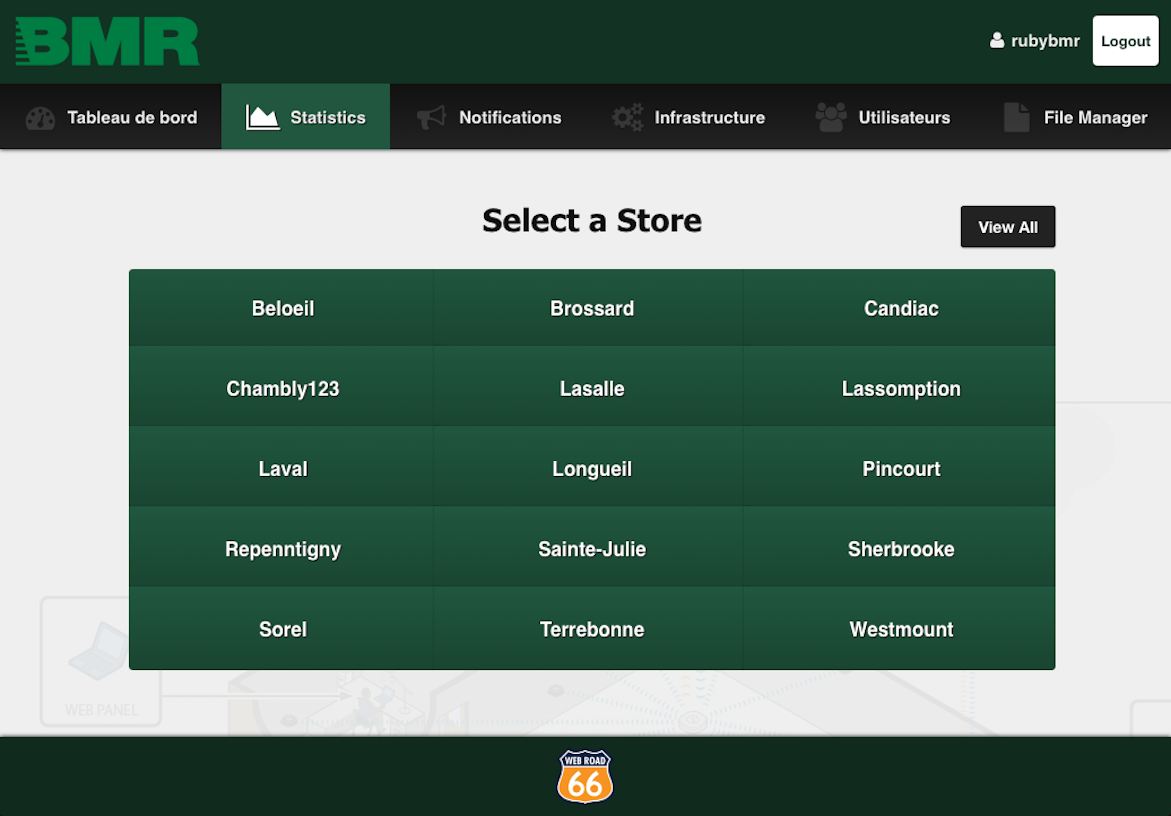 BMR
rubybmr
Logout
Tableau de bord
Statistics
Notifications
Infrastructure
Utilisateurs
File Manager
Select a Store
View All
Beloeil
Brossard
Candiac
Chambly123
Lasalle
Lassomption
Laval
Longueil
Pincourt
Repenntigny
Sainte-Julie
Sherbrooke
Sorel
Terrebonne
Westmount
WEB PANEL
WEB ROAD
66